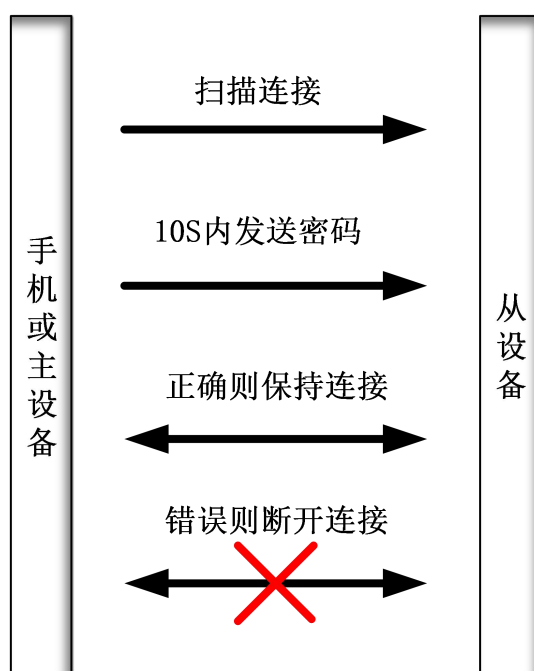 扫描连接
10S内发送密码
手机或主设备
从设备
正确则保持连接
错误则断开连接